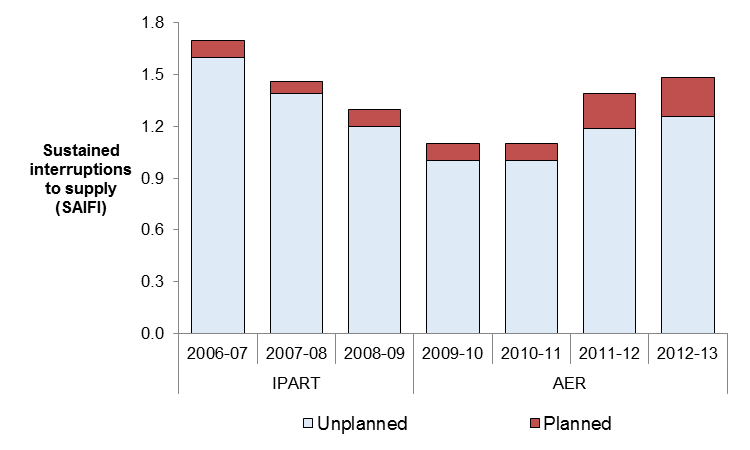 1.8
1.5
1.2
0.9
0.6
0.3
0.0
Sustained
interruptions
to supply
(SAIFI)
2006-07 2007-08 2008-09 2009-10 2010-11 2011-12 2012-13
IPART AER
Unplanned Planned